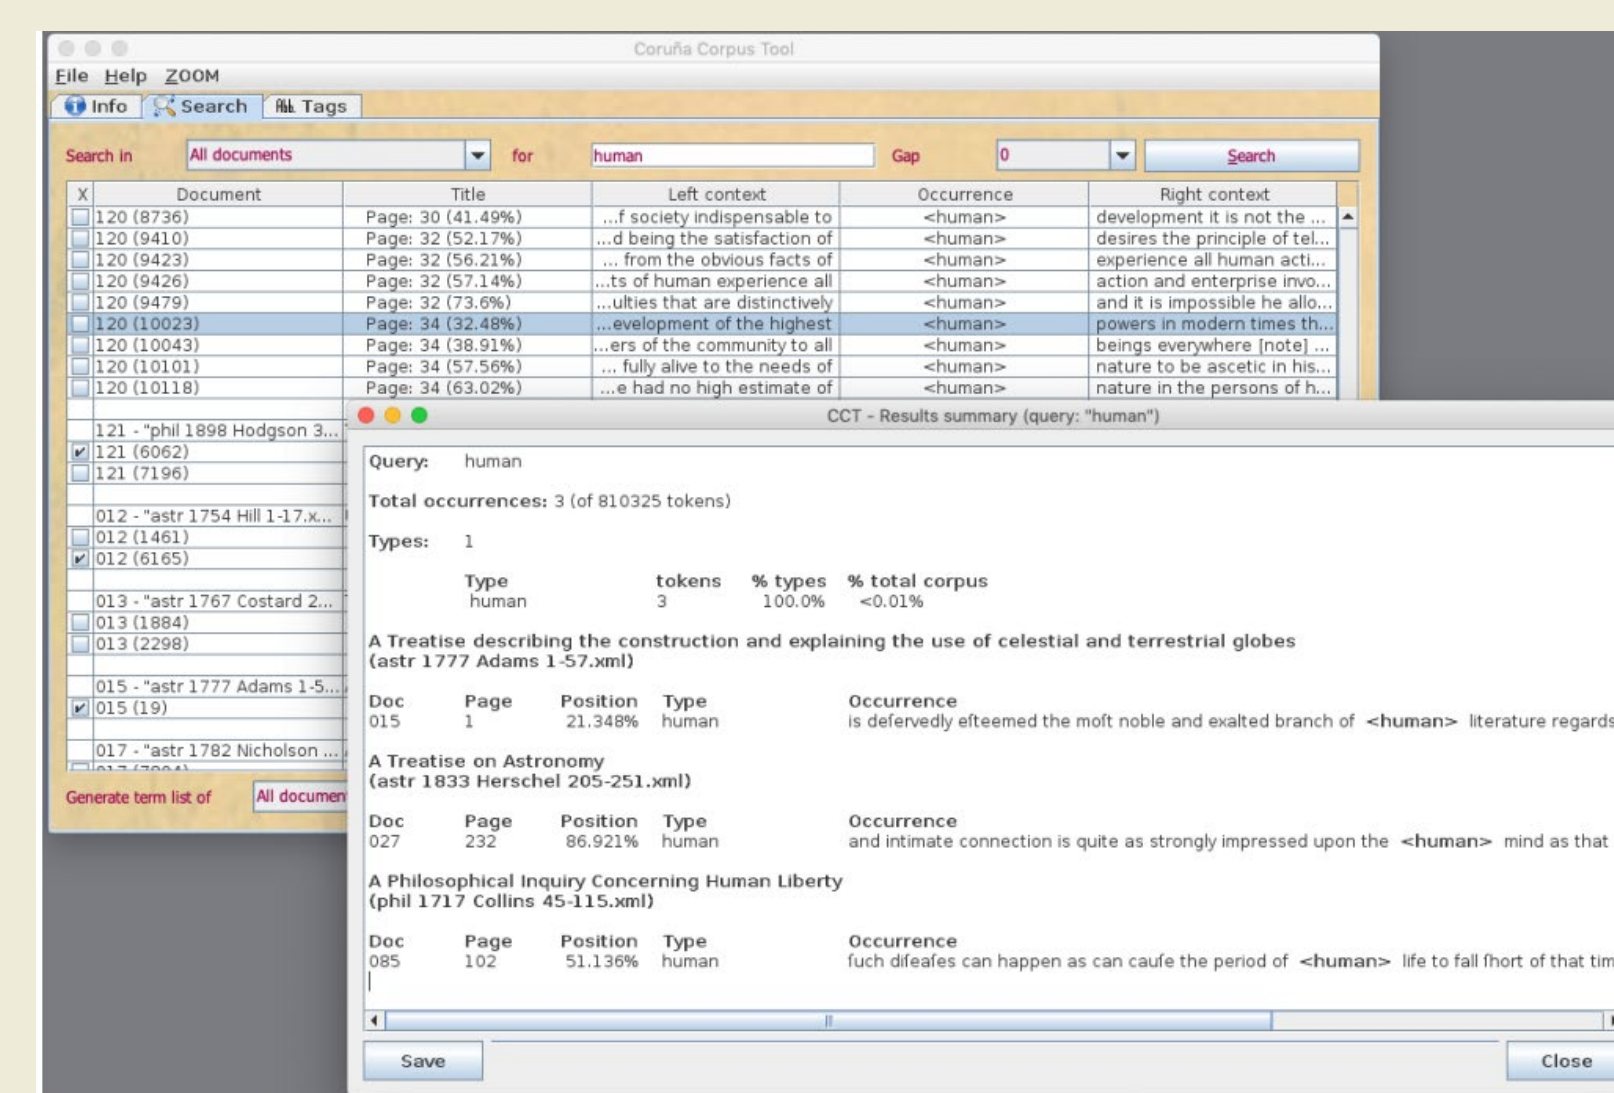 Coruña Corpus Tool
File Help ZOOM
Info Search Tags
Search in All documents for human Gap 0 Search
X Document Title Left context Occurrence Right context
120 (8736) Page: 30 (41.49%) ...f society indispensable to <human> development it is not the ...
120 (9410) Page: 32 (52.17%) ...d being the satisfaction of <human> desires the principle of tel...
120 (9423) Page: 32 (56.21%) ... from the obvious facts of <human> experience all human acti...
120 (9426) Page: 32 (57.14%) ...ts of human experience all <human> action and enterprise invo...
120 (9479) Page: 32 (73.6%) ...ulties that are distinctively <human> and it is impossible he allo...
120 (10023) Page: 34 (32.48%) ...evelopment of the highest <human> powers in modern times th...
120 (10043) Page: 34 (38.91%) ...ers of the community to all <human> beings everywhere [note] ...
120 (10101) Page: 34 (57.56%) ... fully alive to the needs of <human> nature to be ascetic in his...
120 (10118) Page: 34 (63.02%) ...e had no high estimate of <human> nature in the persons of h...
121 - "phil 1898 Hodgson 3...
121 (6062)
121 (7196)
012 - "astr 1754 Hill 1-17.x...
012 (1461)
012 (6165)
013 - "astr 1767 Costard 2...
013 (1884)
013 (2298)
015 - "astr 1777 Adams 1-5...
015 (19)
017 - "astr 1782 Nicholson ...
Generate term list of All documen
CCT - Results summary (query: "human")
Query: human
Total occurrences: 3 (of 810325 tokens)
Types: 1
Type tokens % types % total corpus
human 3 100.0% <0.01%
A Treatise describing the construction and explaining the use of celestial and terrestrial globes
(astr 1777 Adams 1-57.xml)
Doc Page Position Type Occurrence
015 1 21.348% human is deſervedly eſteemed the moſt noble and exalted branch of <human> literature regards
A Treatise on Astronomy
(astr 1833 Herschel 205-251.xml)
Doc Page Position Type Occurrence
027 232 86.921% human and intimate connection is quite as strongly impressed upon the <human> mind as that
A Philosophical Inquiry Concerning Human Liberty
(phil 1717 Collins 45-115.xml)
Doc Page Position Type Occurrence
085 102 51.136% human ſuch diſeaſes can happen as can cauſe the period of <human> life to fall ſhort of that tim
Save Close